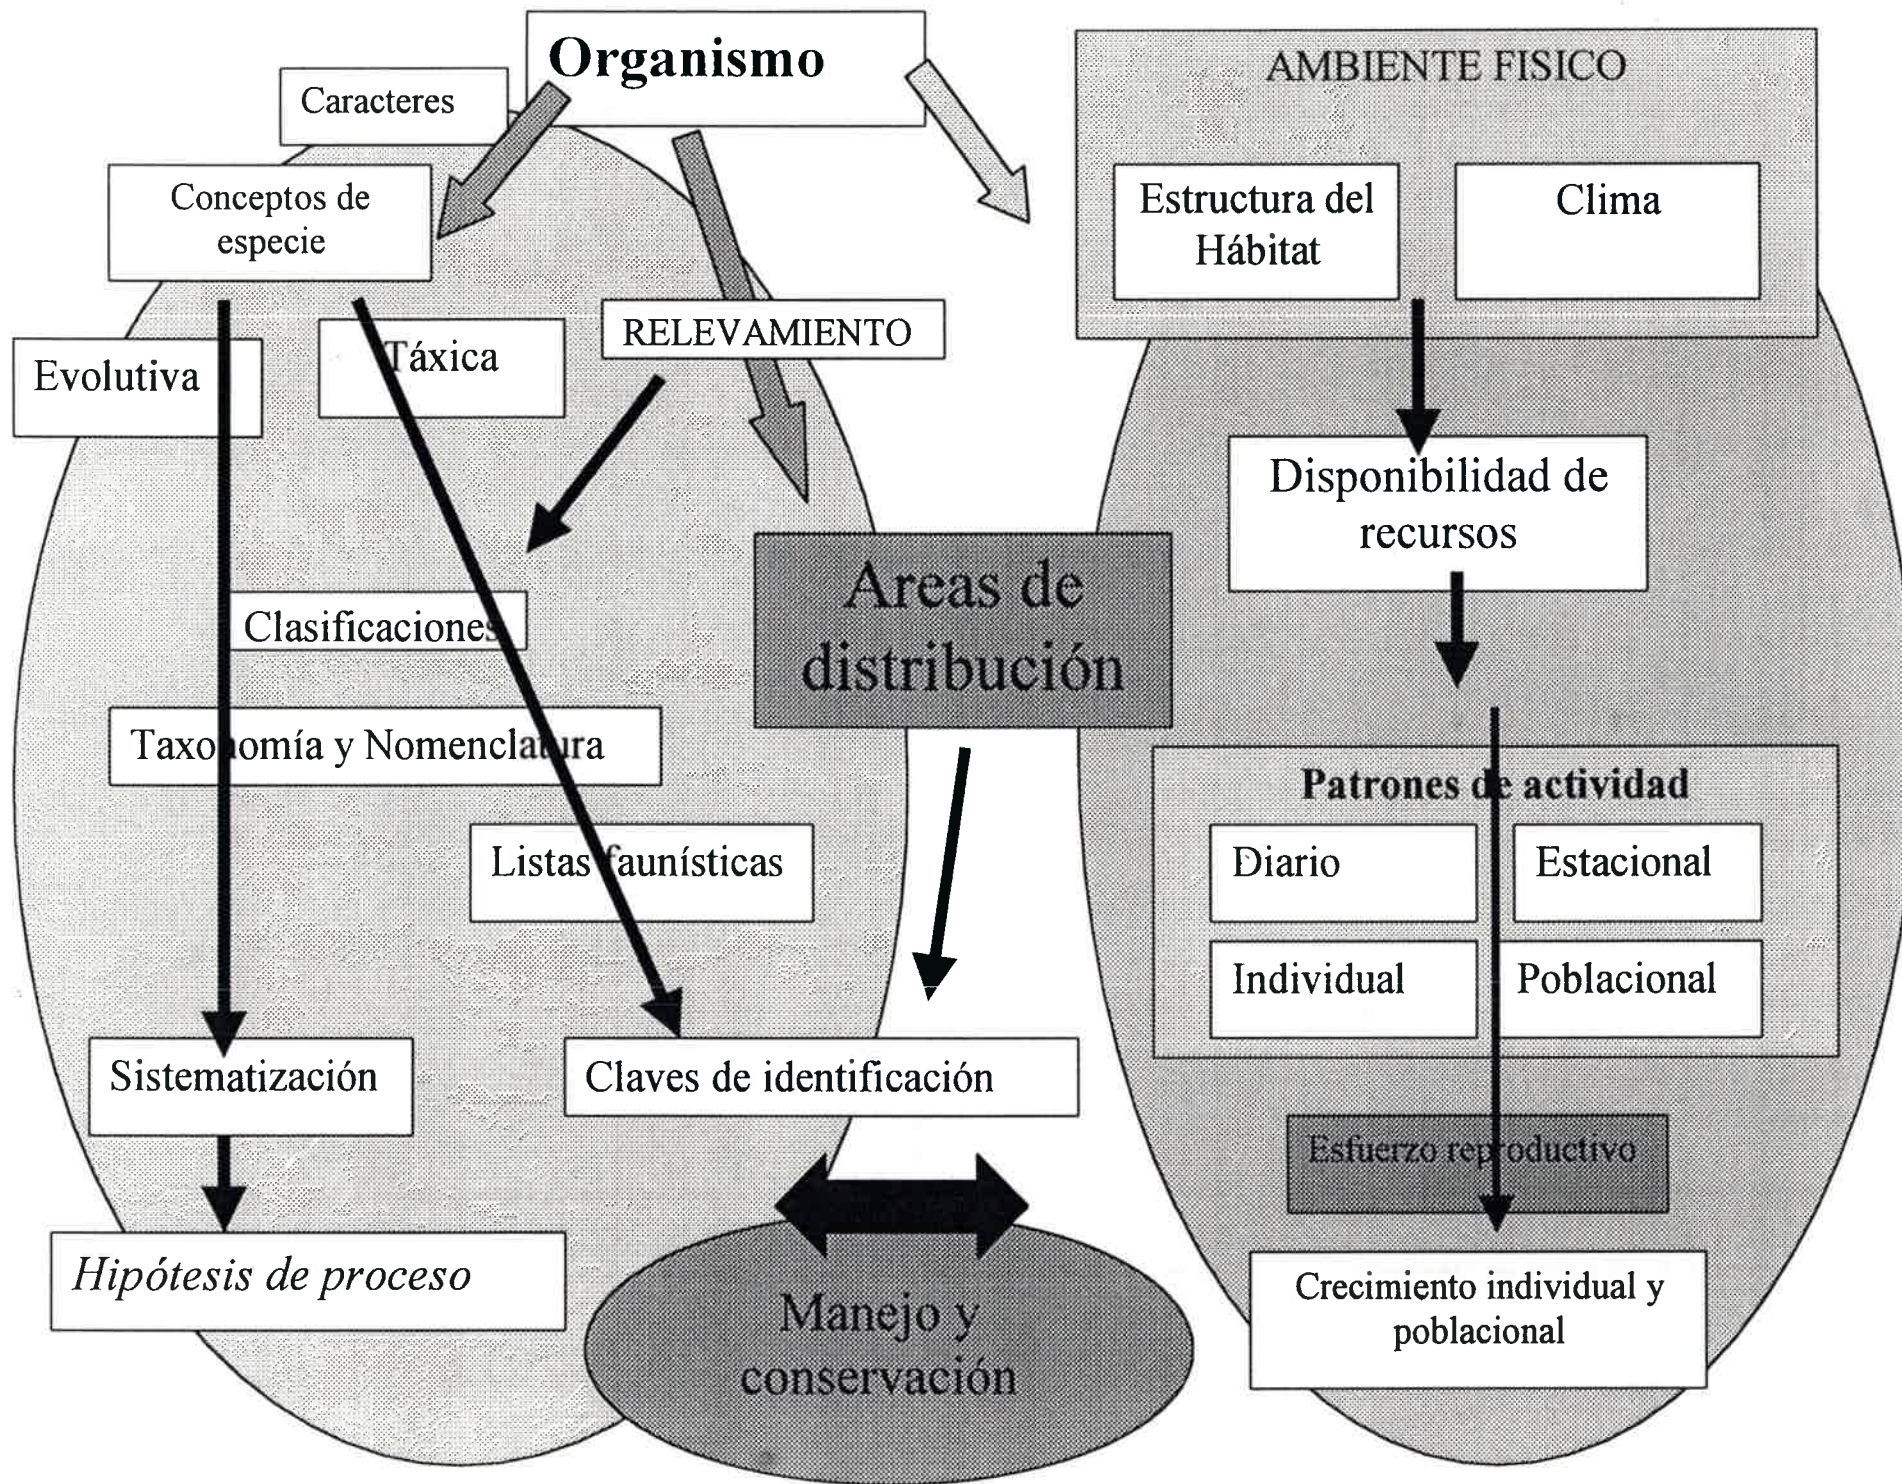 Organismo
Caracteres
Conceptos de
especie
Evolutiva
Táxica
RELEVAMIENTO
Clasificaciones
Taxonomía y Nomenclatura
Listas faunísticas
Sistematización
Claves de identificación
Hipótesis de proceso
Areas de
distribución
Manejo y
conservación
AMBIENTE FISICO
Estructura del
Hábitat
Clima
Disponibilidad de
recursos
Patrones de actividad
Diario
Estacional
Individual
Poblacional
Esfuerzo reproductivo
Crecimiento individual y
poblacional